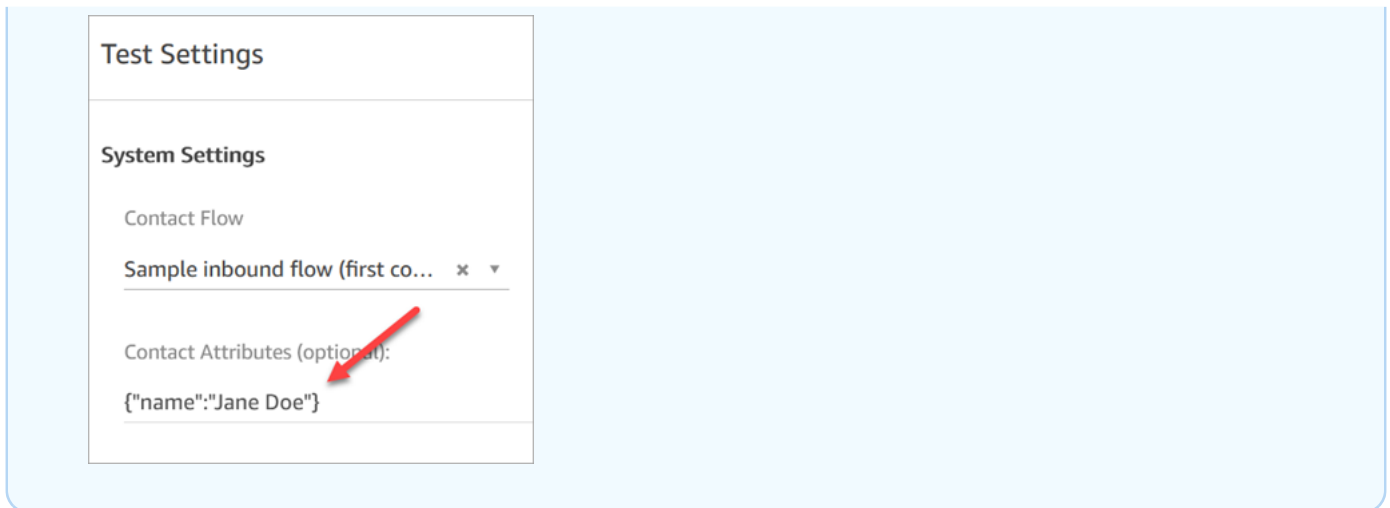 Test Settings
System Settings
Contact Flow
Sample inbound flow (first co...
Contact Attributes (optional):
{"name":"Jane Doe"}